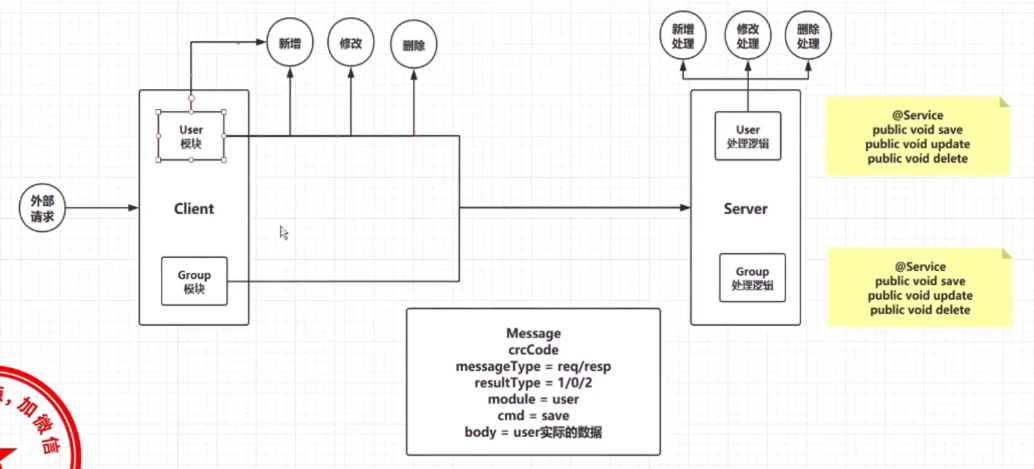 新增
修改
删除
新增
处理
修改
处理
删除
处理
User
模块
User
处理逻辑
@Service
public void save
public void update
public void delete
外部
请求
Client
Server
Group
模块
Group
处理逻辑
@Service
public void save
public void update
public void delete
Message
crcCode
messageType = req/resp
resultType = 1/0/2
module = user
cmd = save
body = user实际的数据
，加微信